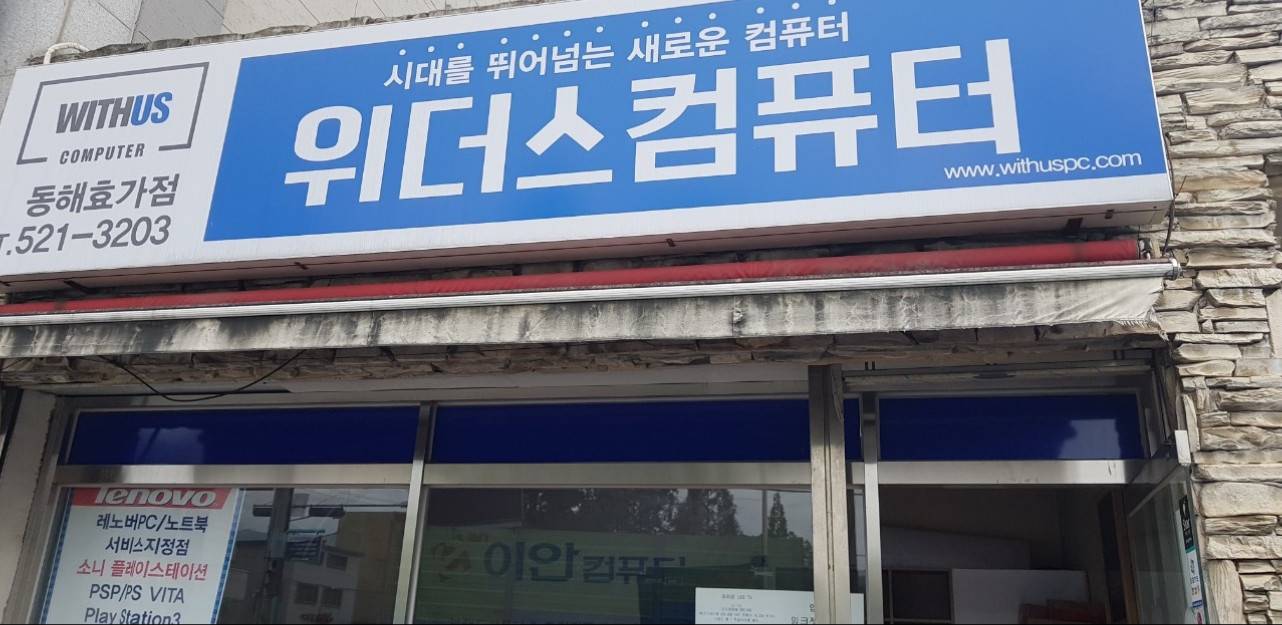 시대를 뛰어넘는 새로운 컴퓨터
위더스컴퓨터
www.withuspc.com
WITHUS
COMPUTER
동해효가점
T.521-3203
lenovo
레노버PC/노트북
서비스지정점
소니 플레이스테이션
PSP/PS VITA
Play Station3
이안컴퓨터